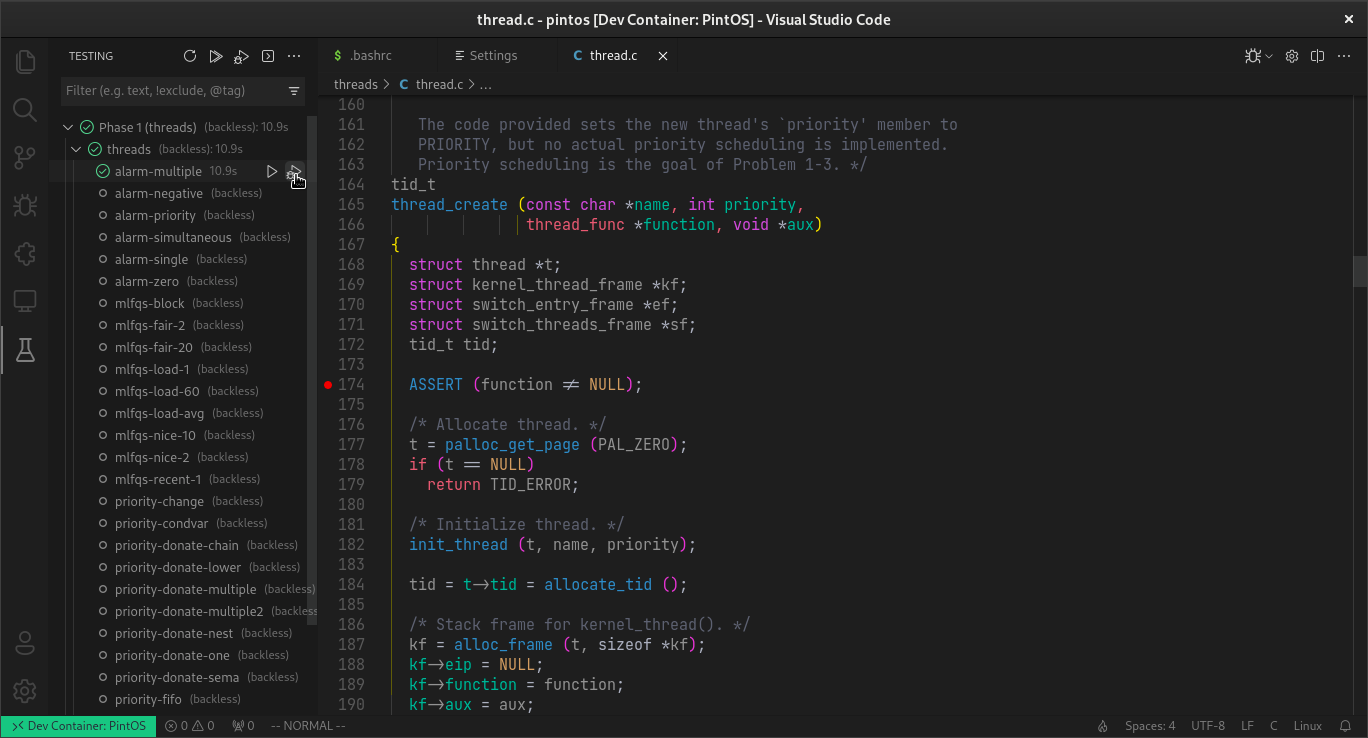 thread.c - pintos [Dev Container: PintOS] - Visual Studio Code
TESTING
Filter (e.g. text, !exclude, @tag)
Phase 1 (threads) (backless): 10.9s
threads (backless): 10.9s
alarm-multiple 10.9s
alarm-negative (backless)
alarm-priority (backless)
alarm-simultaneous (backless)
alarm-single (backless)
alarm-zero (backless)
mlfqs-block (backless)
mlfqs-fair-2 (backless)
mlfqs-fair-20 (backless)
mlfqs-load-1 (backless)
mlfqs-load-60 (backless)
mlfqs-load-avg (backless)
mlfqs-nice-10 (backless)
mlfqs-nice-2 (backless)
mlfqs-recent-1 (backless)
priority-change (backless)
priority-condvar (backless)
priority-donate-chain (backless)
priority-donate-lower (backless)
priority-donate-multiple (backless)
priority-donate-multiple2 (backless
priority-donate-nest (backless)
priority-donate-one (backless)
priority-donate-sema (backless)
priority-fifo (backless)
$ .bashrc
Settings
C thread.c
threads > C thread.c > ...
160
161 The code provided sets the new thread's `priority' member to
162 PRIORITY, but no actual priority scheduling is implemented.
163 Priority scheduling is the goal of Problem 1-3. */
164 tid_t
165 thread_create (const char *name, int priority,
166 thread_func *function, void *aux)
167 {
168 struct thread *t;
169 struct kernel_thread_frame *kf;
170 struct switch_entry_frame *ef;
171 struct switch_threads_frame *sf;
172 tid_t tid;
173
174 ASSERT (function ≠ NULL);
175
176 /* Allocate thread. */
177 t = palloc_get_page (PAL_ZERO);
178 if (t == NULL)
179 return TID_ERROR;
180
181 /* Initialize thread. */
182 init_thread (t, name, priority);
183
184 tid = t→tid = allocate_tid ();
185
186 /* Stack frame for kernel_thread(). */
187 kf = alloc_frame (t, sizeof *kf);
188 kf→eip = NULL;
189 kf→function = function;
190 kf→aux = aux;
Dev Container: PintOS 0 0 0 -- NORMAL -- Spaces: 4 UTF-8 LF C Linux